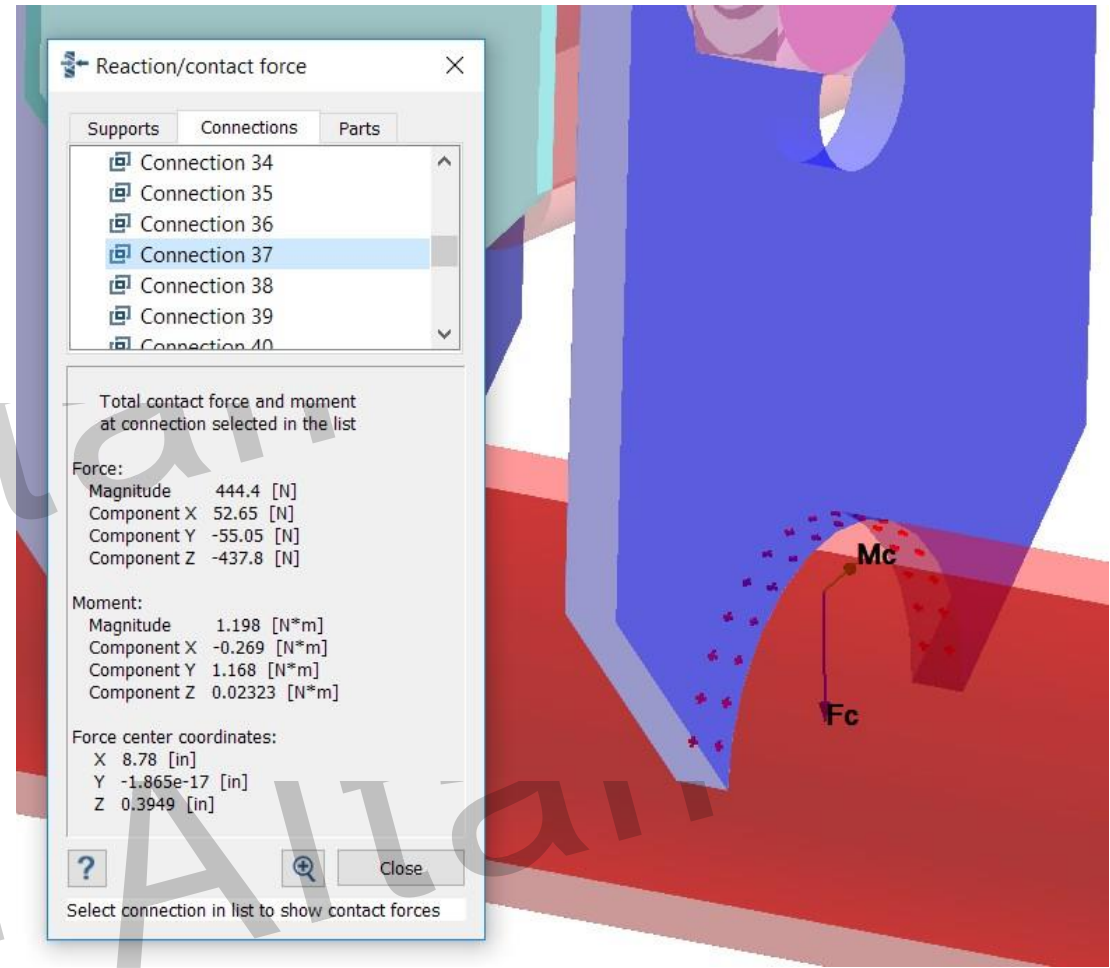 Reaction/contact force
Supports Connections Parts
Connection 34
Connection 35
Connection 36
Connection 37
Connection 38
Connection 39
Connection 40
Total contact force and moment
at connection selected in the list
Force:
Magnitude 444.4 [N]
Component X 52.65 [N]
Component Y -55.05 [N]
Component Z -437.8 [N]
Moment:
Magnitude 1.198 [N*m]
Component X -0.269 [N*m]
Component Y 1.168 [N*m]
Component Z 0.02323 [N*m]
Force center coordinates:
X 8.78 [in]
Y -1.865e-17 [in]
Z 0.3949 [in]
? Close
Select connection in list to show contact forces
Mc
Fc
Allan